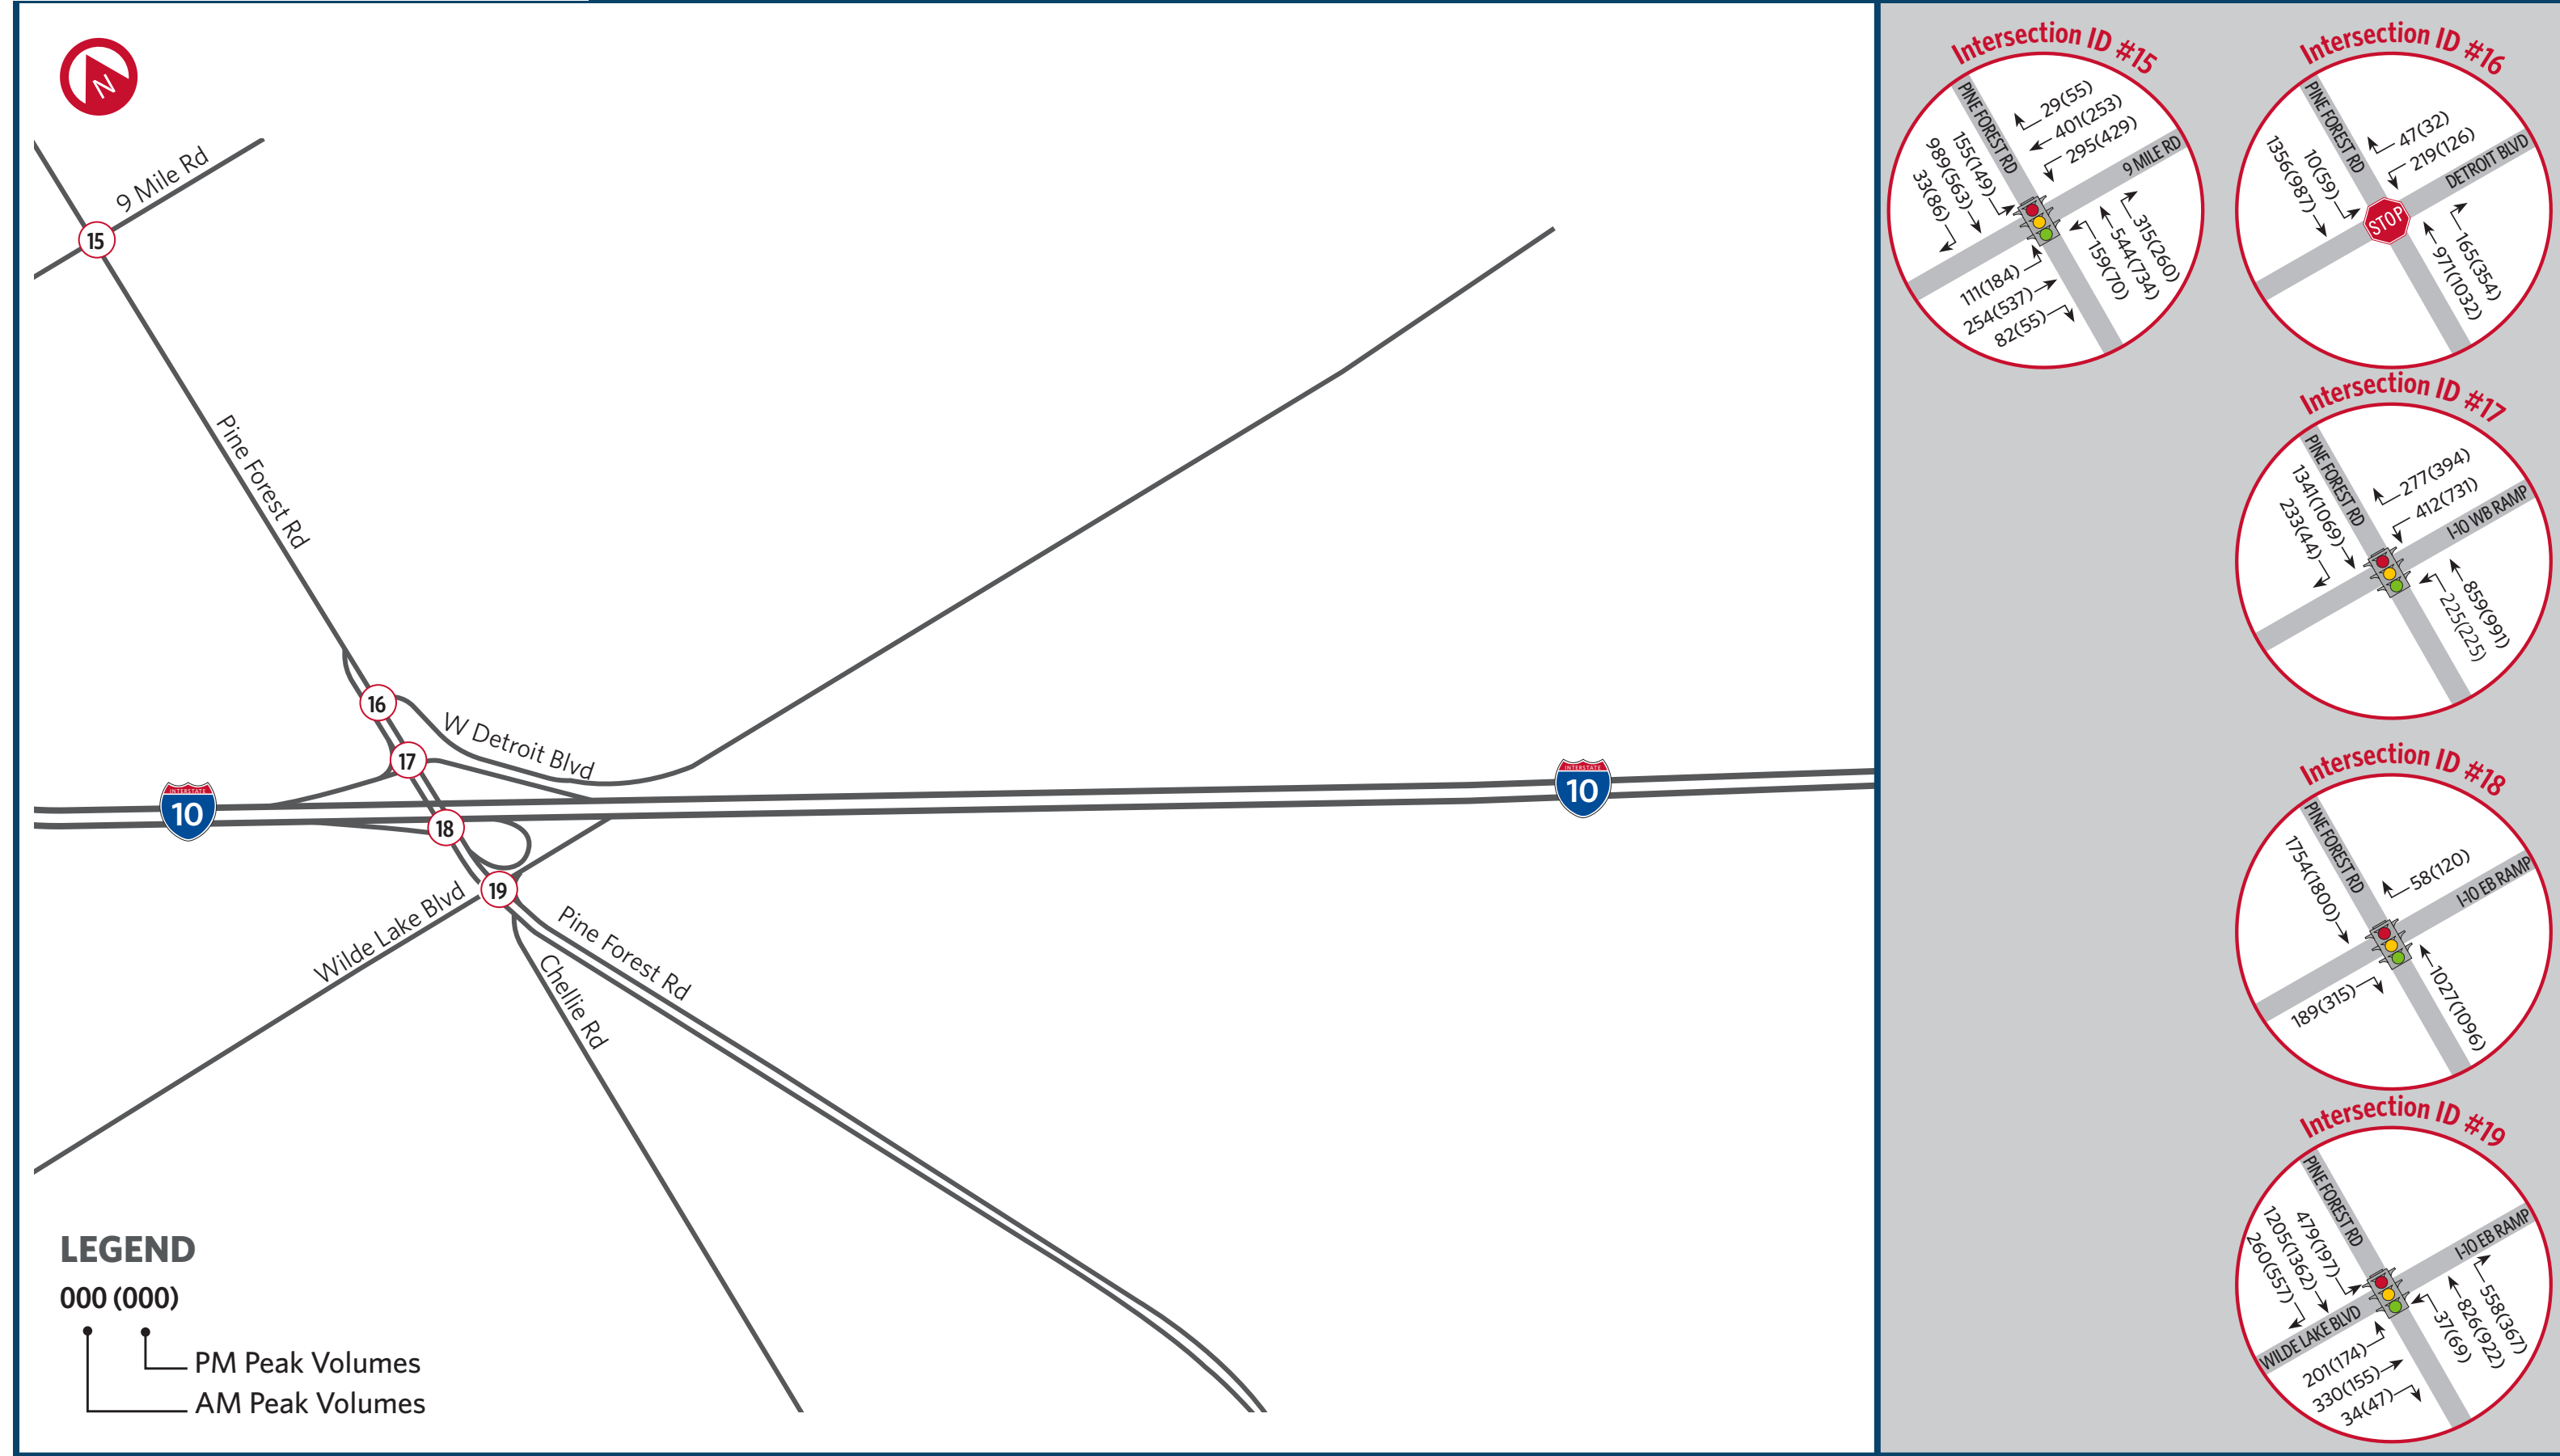 N
9 Mile Rd
15
Pine Forest Rd
16
W Detroit Blvd
17
INTERSTATE
10
INTERSTATE
10
18
19
Wilde Lake Blvd
Pine Forest Rd
Chellie Rd
LEGEND
000 (000)
PM Peak Volumes
AM Peak Volumes
Intersection ID #15
PINE FOREST RD
9 MILE RD
29(55)
401(253)
295(429)
155(149)
989(563)
33(86)
111(184)
254(537)
82(55)
159(70)
544(734)
315(260)
Intersection ID #16
PINE FOREST RD
DETROIT BLVD
STOP
47(32)
219(126)
10(59)
1356(987)
165(354)
971(1032)
Intersection ID #17
PINE FOREST RD
I-10 WB RAMP
277(394)
412(731)
1341(1069)
233(44)
859(991)
225(225)
Intersection ID #18
PINE FOREST RD
I-10 EB RAMP
58(120)
1754(1800)
189(315)
1027(1096)
Intersection ID #19
PINE FOREST RD
I-10 EB RAMP
WILDE LAKE BLVD
479(197)
1205(1362)
260(557)
201(174)
330(155)
34(47)
37(69)
826(922)
558(367)